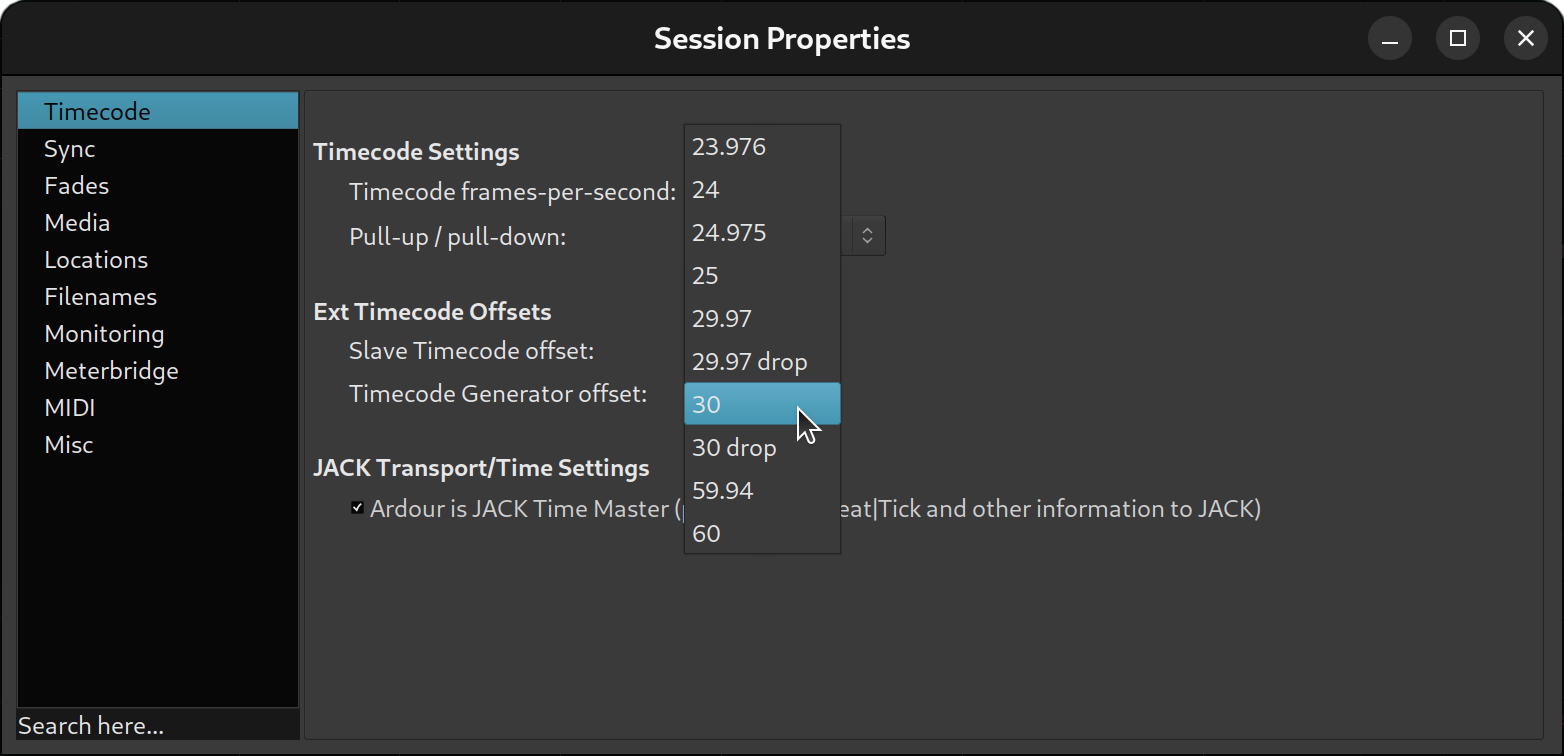 Session Properties
Timecode
Sync
Fades
Media
Locations
Filenames
Monitoring
Meterbridge
MIDI
Misc
Search here...
Timecode Settings
Timecode frames-per-second:
Pull-up / pull-down:
Ext Timecode Offsets
Slave Timecode offset:
Timecode Generator offset:
JACK Transport/Time Settings
Ardour is JACK Time Master ( eat|Tick and other information to JACK)
23.976
24
24.975
25
29.97
29.97 drop
30
30 drop
59.94
60